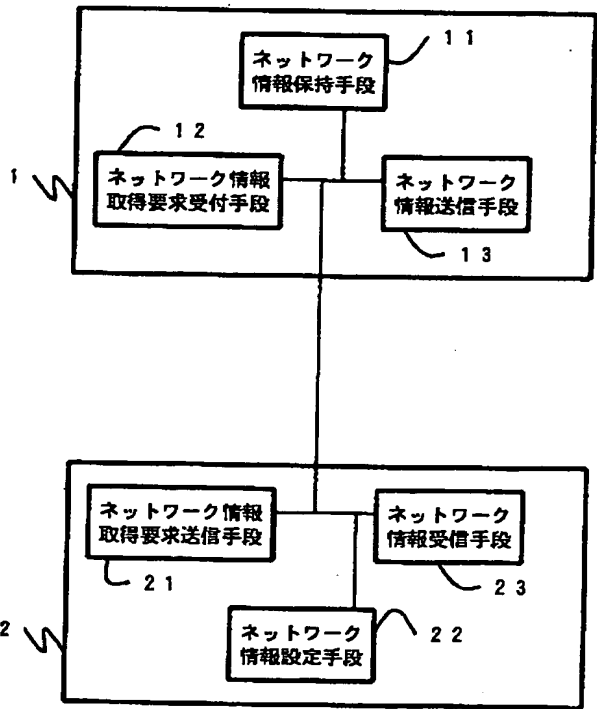 ネットワーク
情報保持手段
11
12
ネットワーク情報
取得要求受付手段
1
ネットワーク
情報送信手段
13
ネットワーク情報
取得要求送信手段
21
ネットワーク
情報受信手段
23
2
ネットワーク
情報設定手段
22